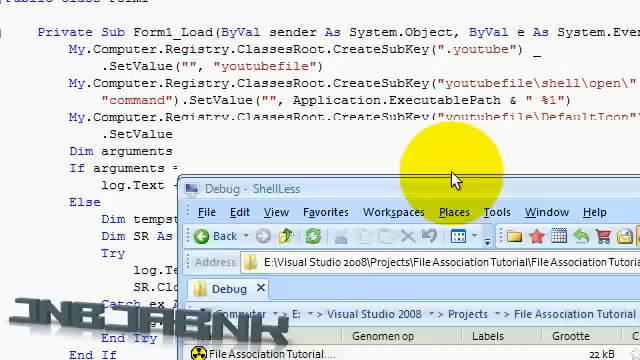 Public Class Form1
Private Sub Form1_Load(ByVal sender As System.Object, ByVal e As System.Even
My.Computer.Registry.ClassesRoot.CreateSubKey(".youtube") _
.SetValue("", "youtubefile")
My.Computer.Registry.ClassesRoot.CreateSubKey("youtubefile\shell\open\"
"command").SetValue("", Application.ExecutablePath & " %1")
My.Computer.Registry.ClassesRoot.CreateSubKey("youtubefile\DefaultIcon")
.SetValue
Dim arguments
If arguments =
log.Text =
Else
Dim tempst
Dim SR As
Try
log.Te
SR.Cl
Catch ex
End Try
End If
Debug - ShellLess
File Edit View Favorites Workspaces Places Tools Window Help
Back
Address E:\Visual Studio 2008\Projects\File Association Tutorial\File Association Tutorial
Debug
Computer E: Visual Studio 2008 Projects File Association Tutorial
Genomen op Labels Grootte
File Association Tutorial.... 22 kB
JNBJABNK